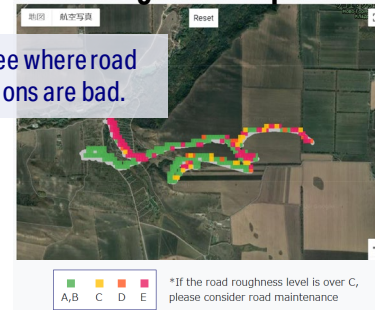 地図 航空写真
Reset
ee where road
ons are bad.
A,B C D E
*If the road roughness level is over C,
please consider road maintenance